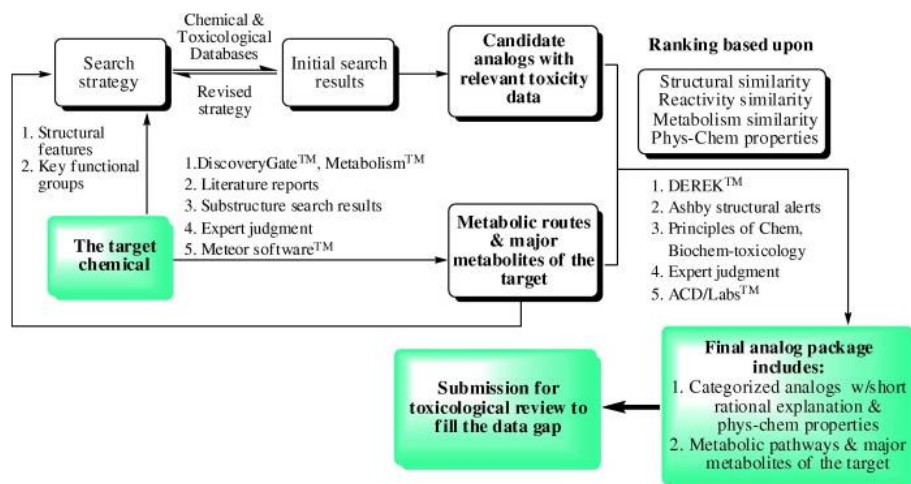 Search
strategy
Chemical &
Toxicological
Databases
Revised
strategy
Initial search
results
Candidate
analogs with
relevant toxicity
data
Ranking based upon
Structural similarity
Reactivity similarity
Metabolism similarity
Phys-Chem properties
1. Structural
features
2. Key functional
groups
The target
chemical
1.DiscoveryGate™, Metabolism™
2. Literature reports
3. Substructure search results
4. Expert judgment
5. Meteor software™
Metabolic routes
& major
metabolites of the
target
1. DEREK™
2. Ashby structural alerts
3. Principles of Chem,
Biochem-toxicology
4. Expert judgment
5. ACD/Labs™
Final analog package
includes:
1. Categorized analogs w/short
rational explanation &
phys-chem properties
2. Metabolic pathways & major
metabolites of the target
Submission for
toxicological review to
fill the data gap